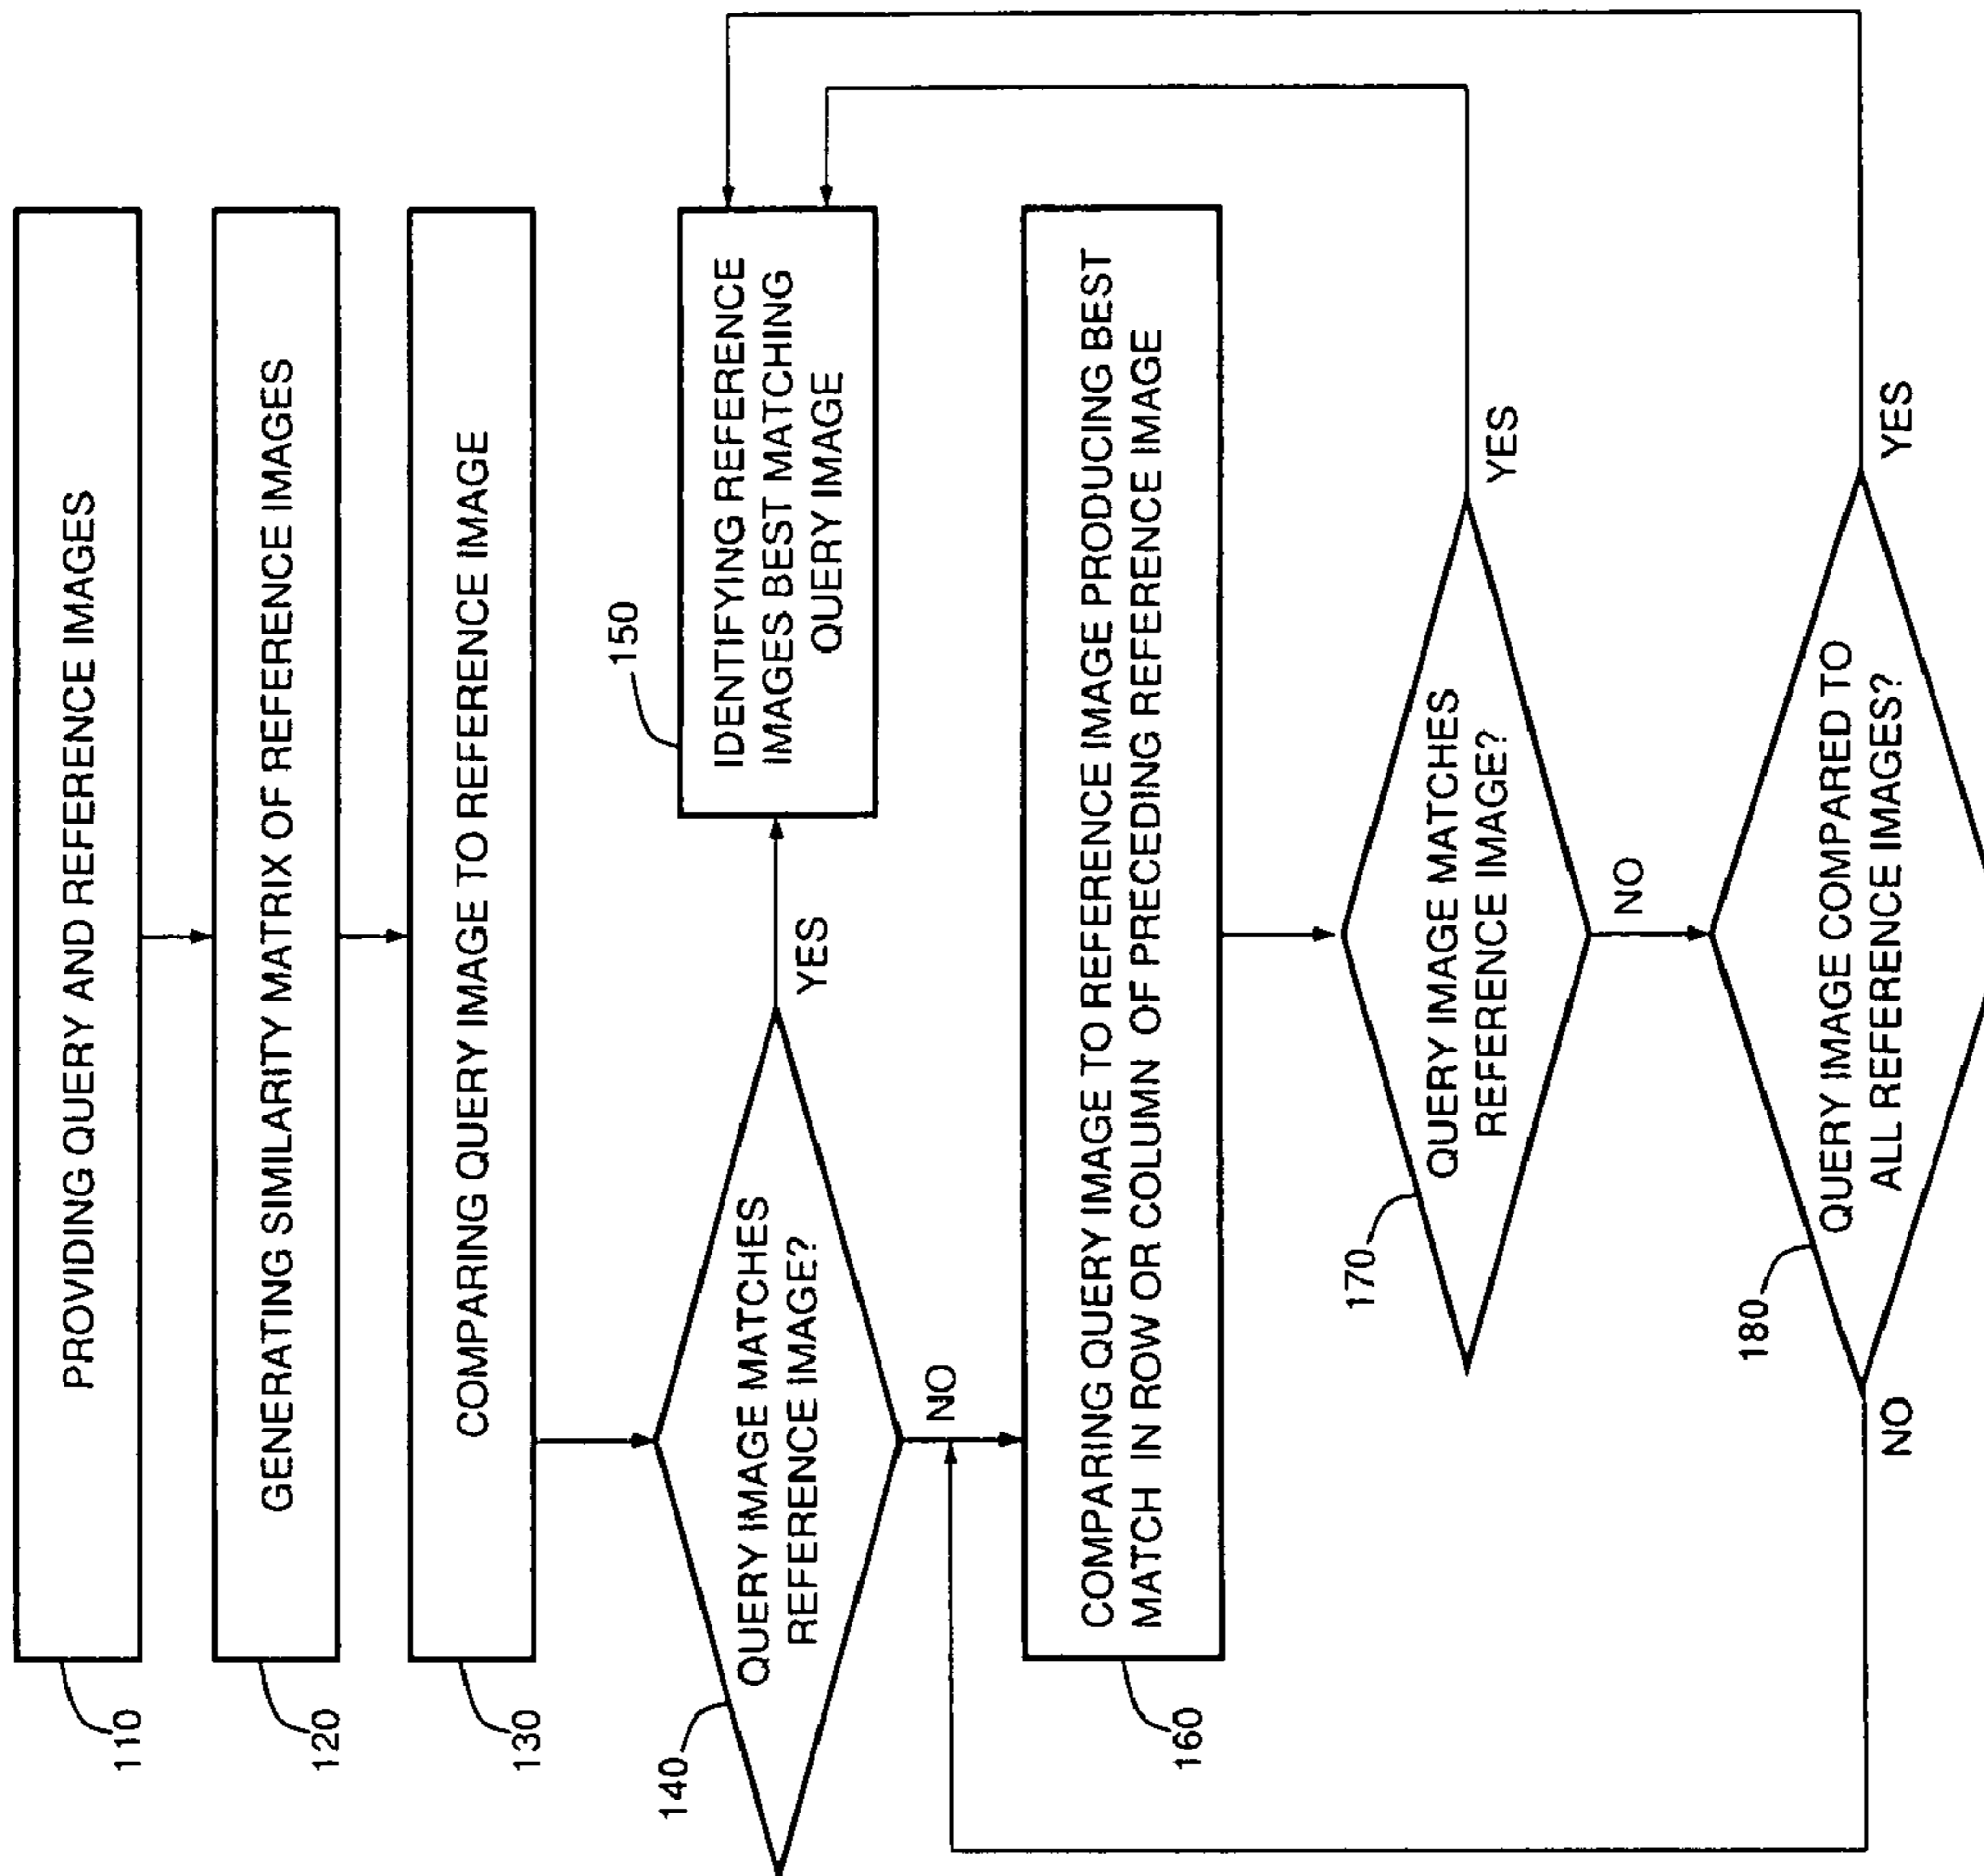 110
PROVIDING QUERY AND REFERENCE IMAGES
120
GENERATING SIMILARITY MATRIX OF REFERENCE IMAGES
130
COMPARING QUERY IMAGE TO REFERENCE IMAGE
140
QUERY IMAGE MATCHES
REFERENCE IMAGE?
YES
NO
150
IDENTIFYING REFERENCE
IMAGES BEST MATCHING
QUERY IMAGE
160
COMPARING QUERY IMAGE TO REFERENCE IMAGE PRODUCING BEST
MATCH IN ROW OR COLUMN OF PRECEDING REFERENCE IMAGE
170
QUERY IMAGE MATCHES
REFERENCE IMAGE?
YES
NO
180
QUERY IMAGE COMPARED TO
ALL REFERENCE IMAGES?
YES
NO